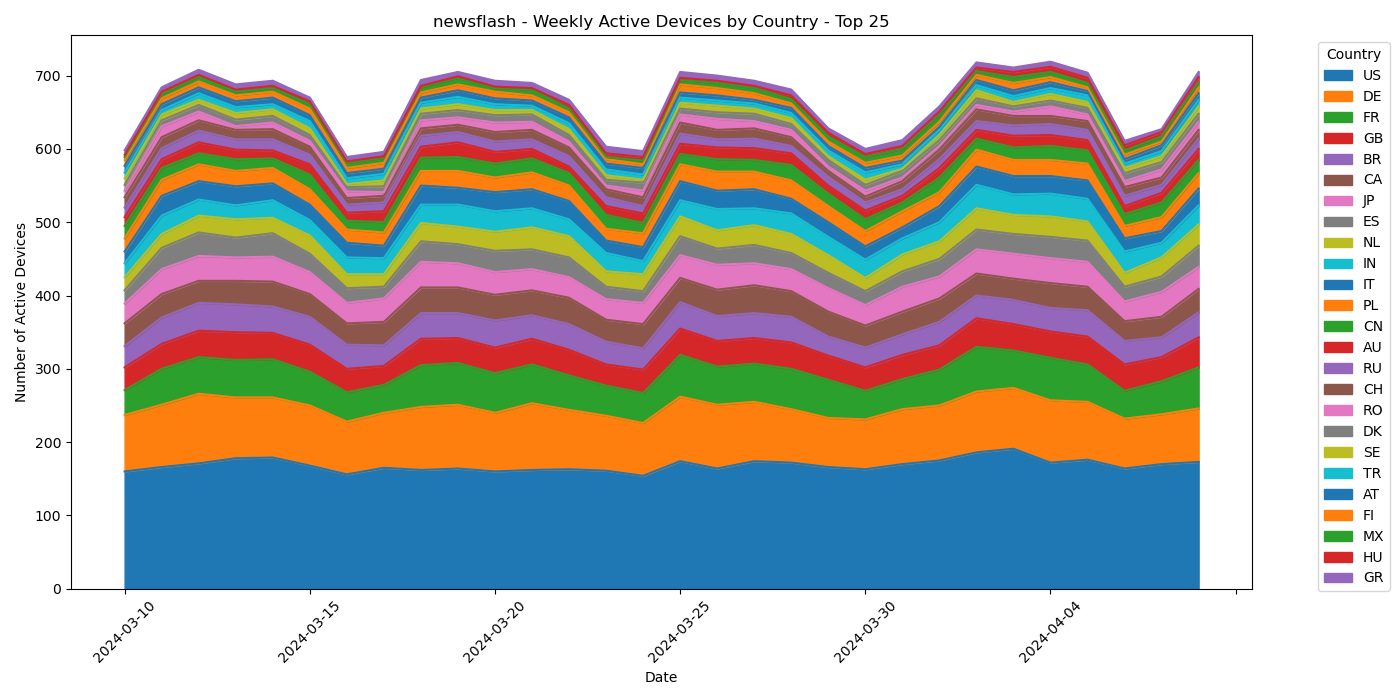 newsflash - Weekly Active Devices by Country - Top 25
Number of Active Devices
700
600
500
400
300
200
100
0
2024-03-10
2024-03-15
2024-03-20
2024-03-25
2024-03-30
2024-04-04
Date
Country
US
DE
FR
GB
BR
CA
JP
ES
NL
IN
IT
PL
CN
AU
RU
CH
RO
DK
SE
TR
AT
FI
MX
HU
GR